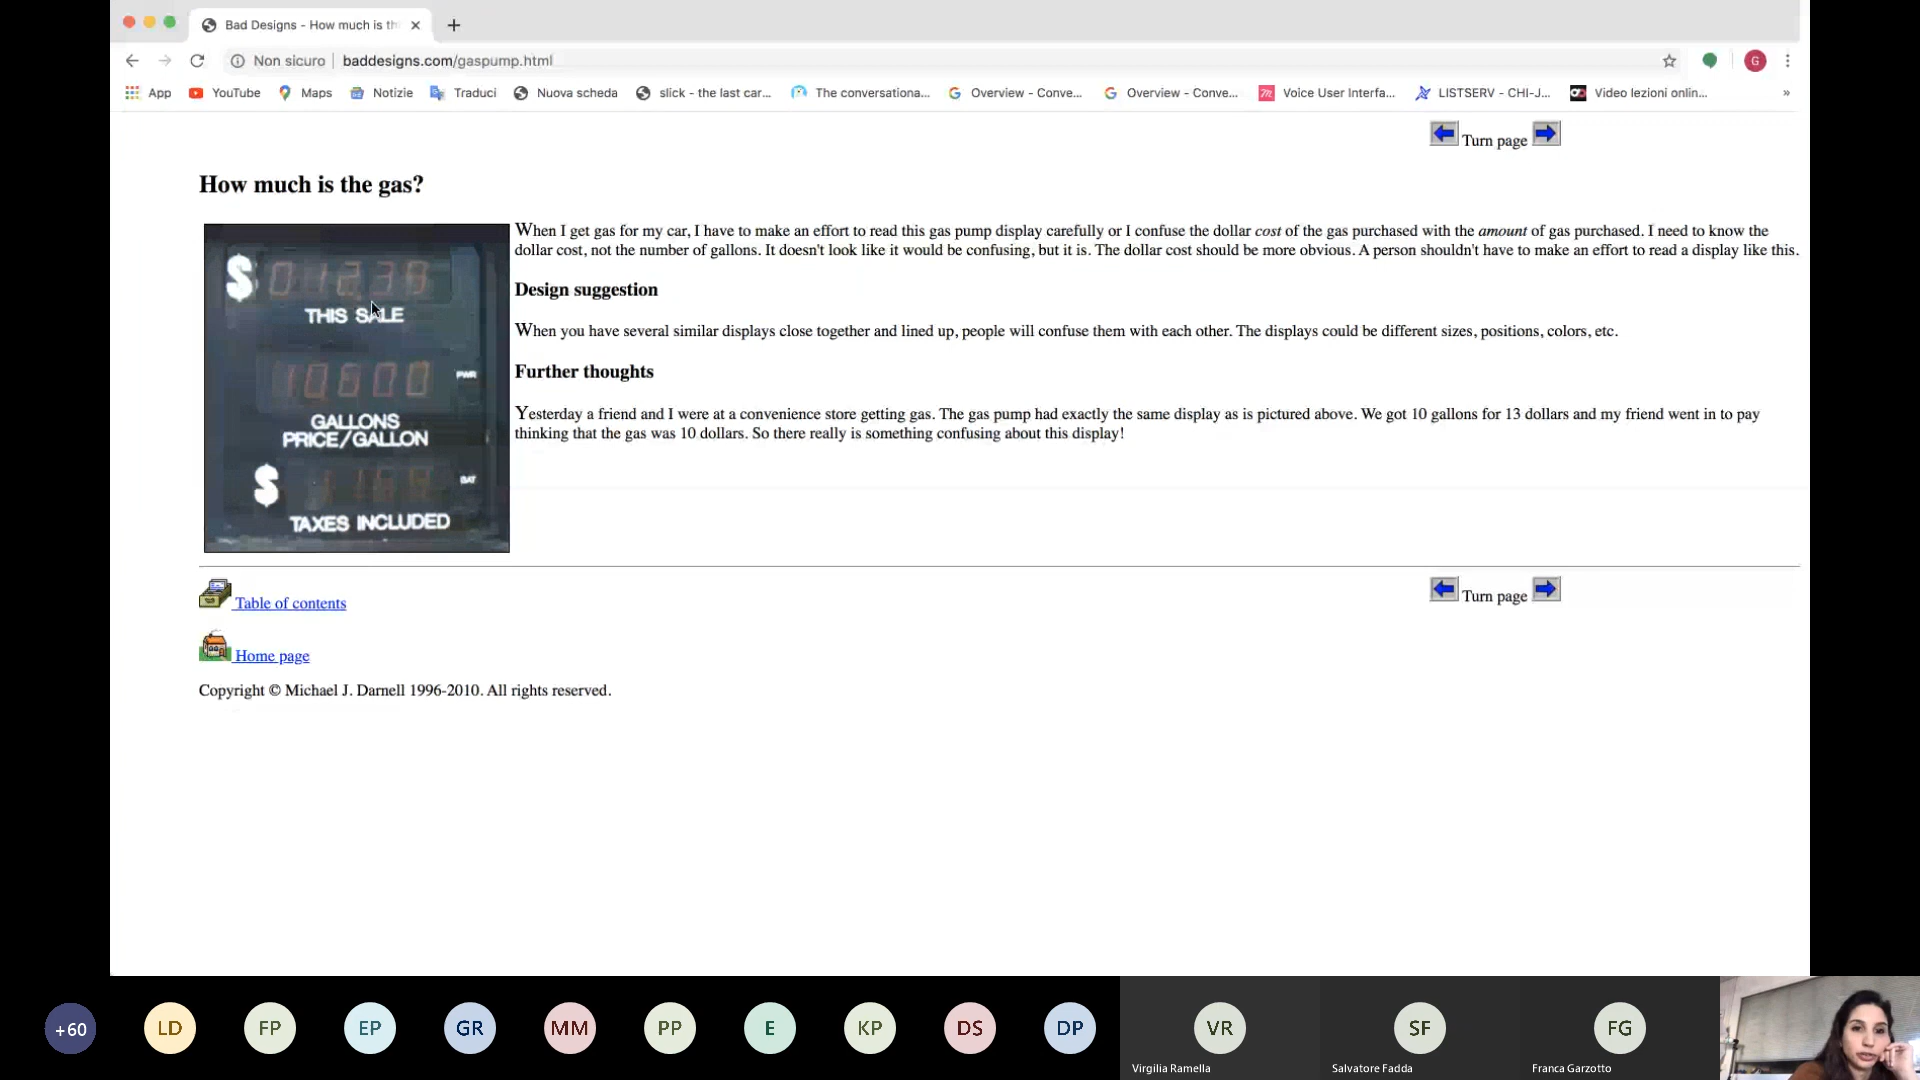 Bad Designs - How much is th
Non sicuro | baddesigns.com/gaspump.html
G
App YouTube Maps Notizie Traduci Nuova scheda slick - the last car... The conversationa... Overview - Conve... Overview - Conve... Voice User Interfa... LISTSERV - CHI-J... Video lezioni onlin... »
Turn page
How much is the gas?
When I get gas for my car, I have to make an effort to read this gas pump display carefully or I confuse the dollar cost of the gas purchased with the amount of gas purchased. I need to know the
dollar cost, not the number of gallons. It doesn't look like it would be confusing, but it is. The dollar cost should be more obvious. A person shouldn't have to make an effort to read a display like this.
Design suggestion
When you have several similar displays close together and lined up, people will confuse them with each other. The displays could be different sizes, positions, colors, etc.
Further thoughts
Yesterday a friend and I were at a convenience store getting gas. The gas pump had exactly the same display as is pictured above. We got 10 gallons for 13 dollars and my friend went in to pay
thinking that the gas was 10 dollars. So there really is something confusing about this display!
$
THIS SALE
PWR
GALLONS
PRICE/GALLON
$
BAT
TAXES INCLUDED
Table of contents
Turn page
Home page
Copyright © Michael J. Darnell 1996-2010. All rights reserved.
+60 LD FP EP GR MM PP E KP DS DP VR SF FG
Virgilia Ramella Salvatore Fadda Franca Garzotto